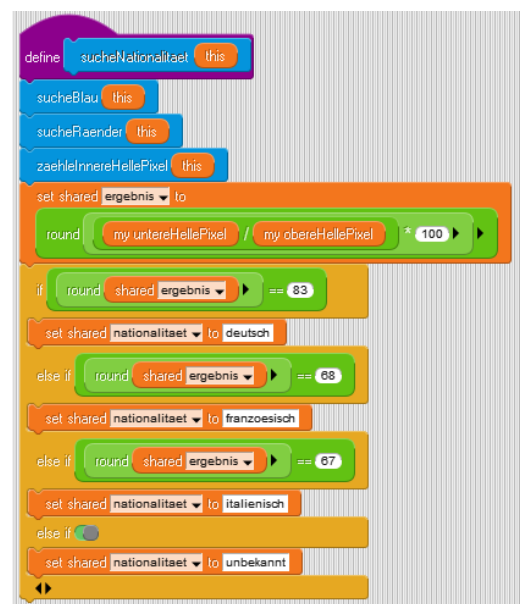 define sucheNationalitaet this
sucheBlau this
sucheRaender this
zaehleInnereHellePixel this
set shared ergebnis to
round my untereHellePixel / my obereHellePixel * 100
if round shared ergebnis == 83
set shared nationalitaet to deutsch
else if round shared ergebnis == 68
set shared nationalitaet to franzoesisch
else if round shared ergebnis == 67
set shared nationalitaet to italienisch
else if
set shared nationalitaet to unbekannt